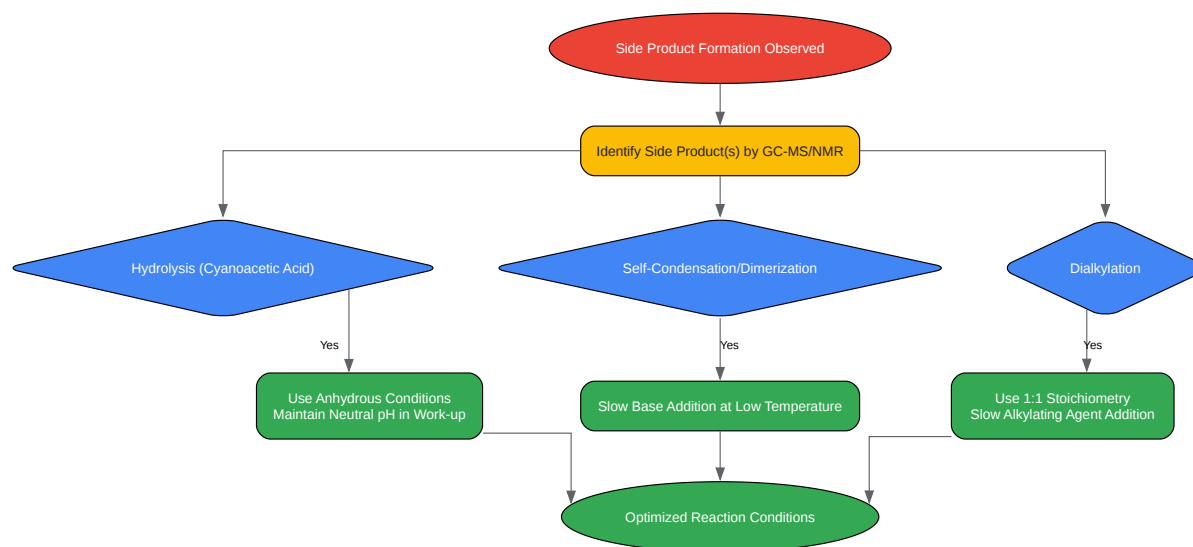 Side Product Formation Observed
Identify Side Product(s) by GC-MS/NMR
Hydrolysis (Cyanoacetic Acid)
Self-Condensation/Dimerization
Dialkylation
Yes
Yes
Yes
Use Anhydrous Conditions
Maintain Neutral pH in Work-up
Slow Base Addition at Low Temperature
Use 1:1 Stoichiometry
Slow Alkylating Agent Addition
Optimized Reaction Conditions